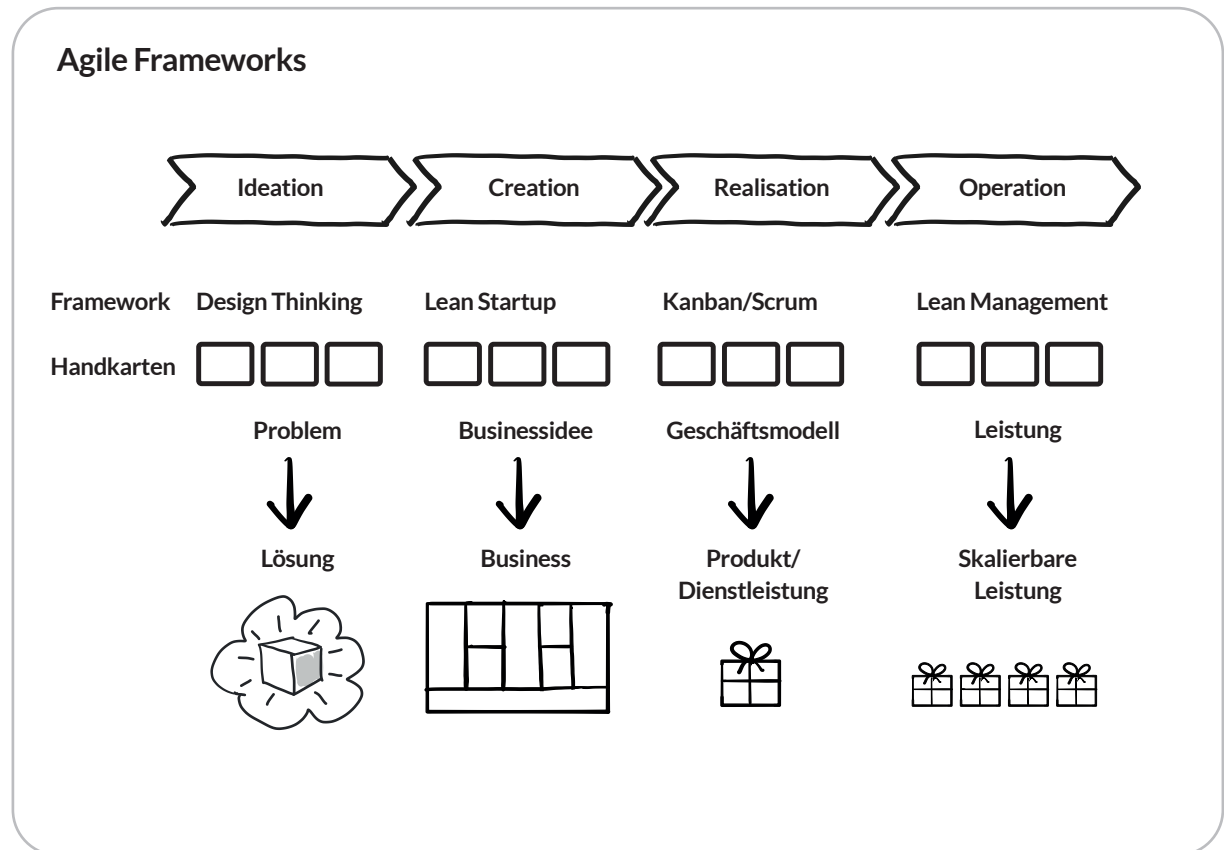 Agile Frameworks
Ideation Creation Realisation Operation
Framework Design Thinking Lean Startup Kanban/Scrum Lean Management
Handkarten
Problem Businessidee Geschäftsmodell Leistung
Lösung Business Produkt/ Skalierbare
Dienstleistung Leistung